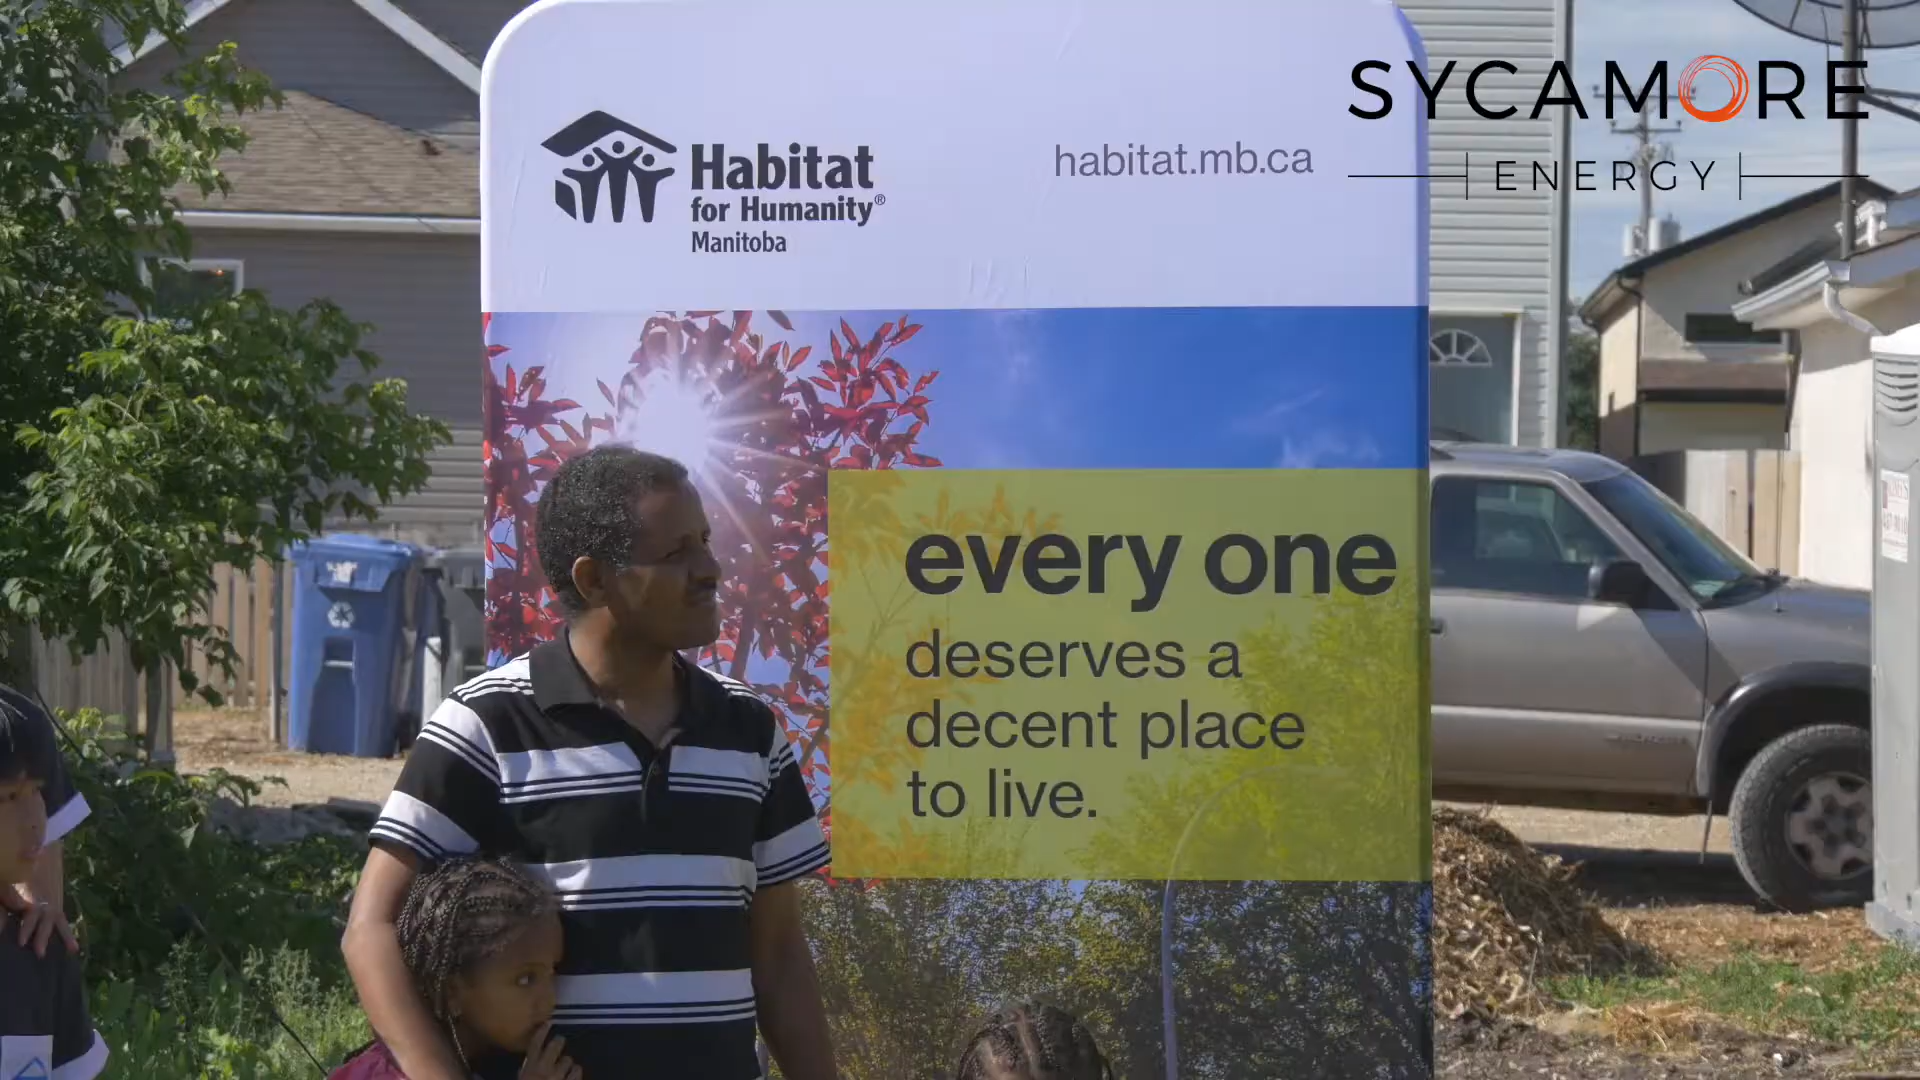 SYCAMORE
ENERGY
Habitat
for Humanity®
Manitoba
habitat.mb.ca
every one
deserves a
decent place
to live.